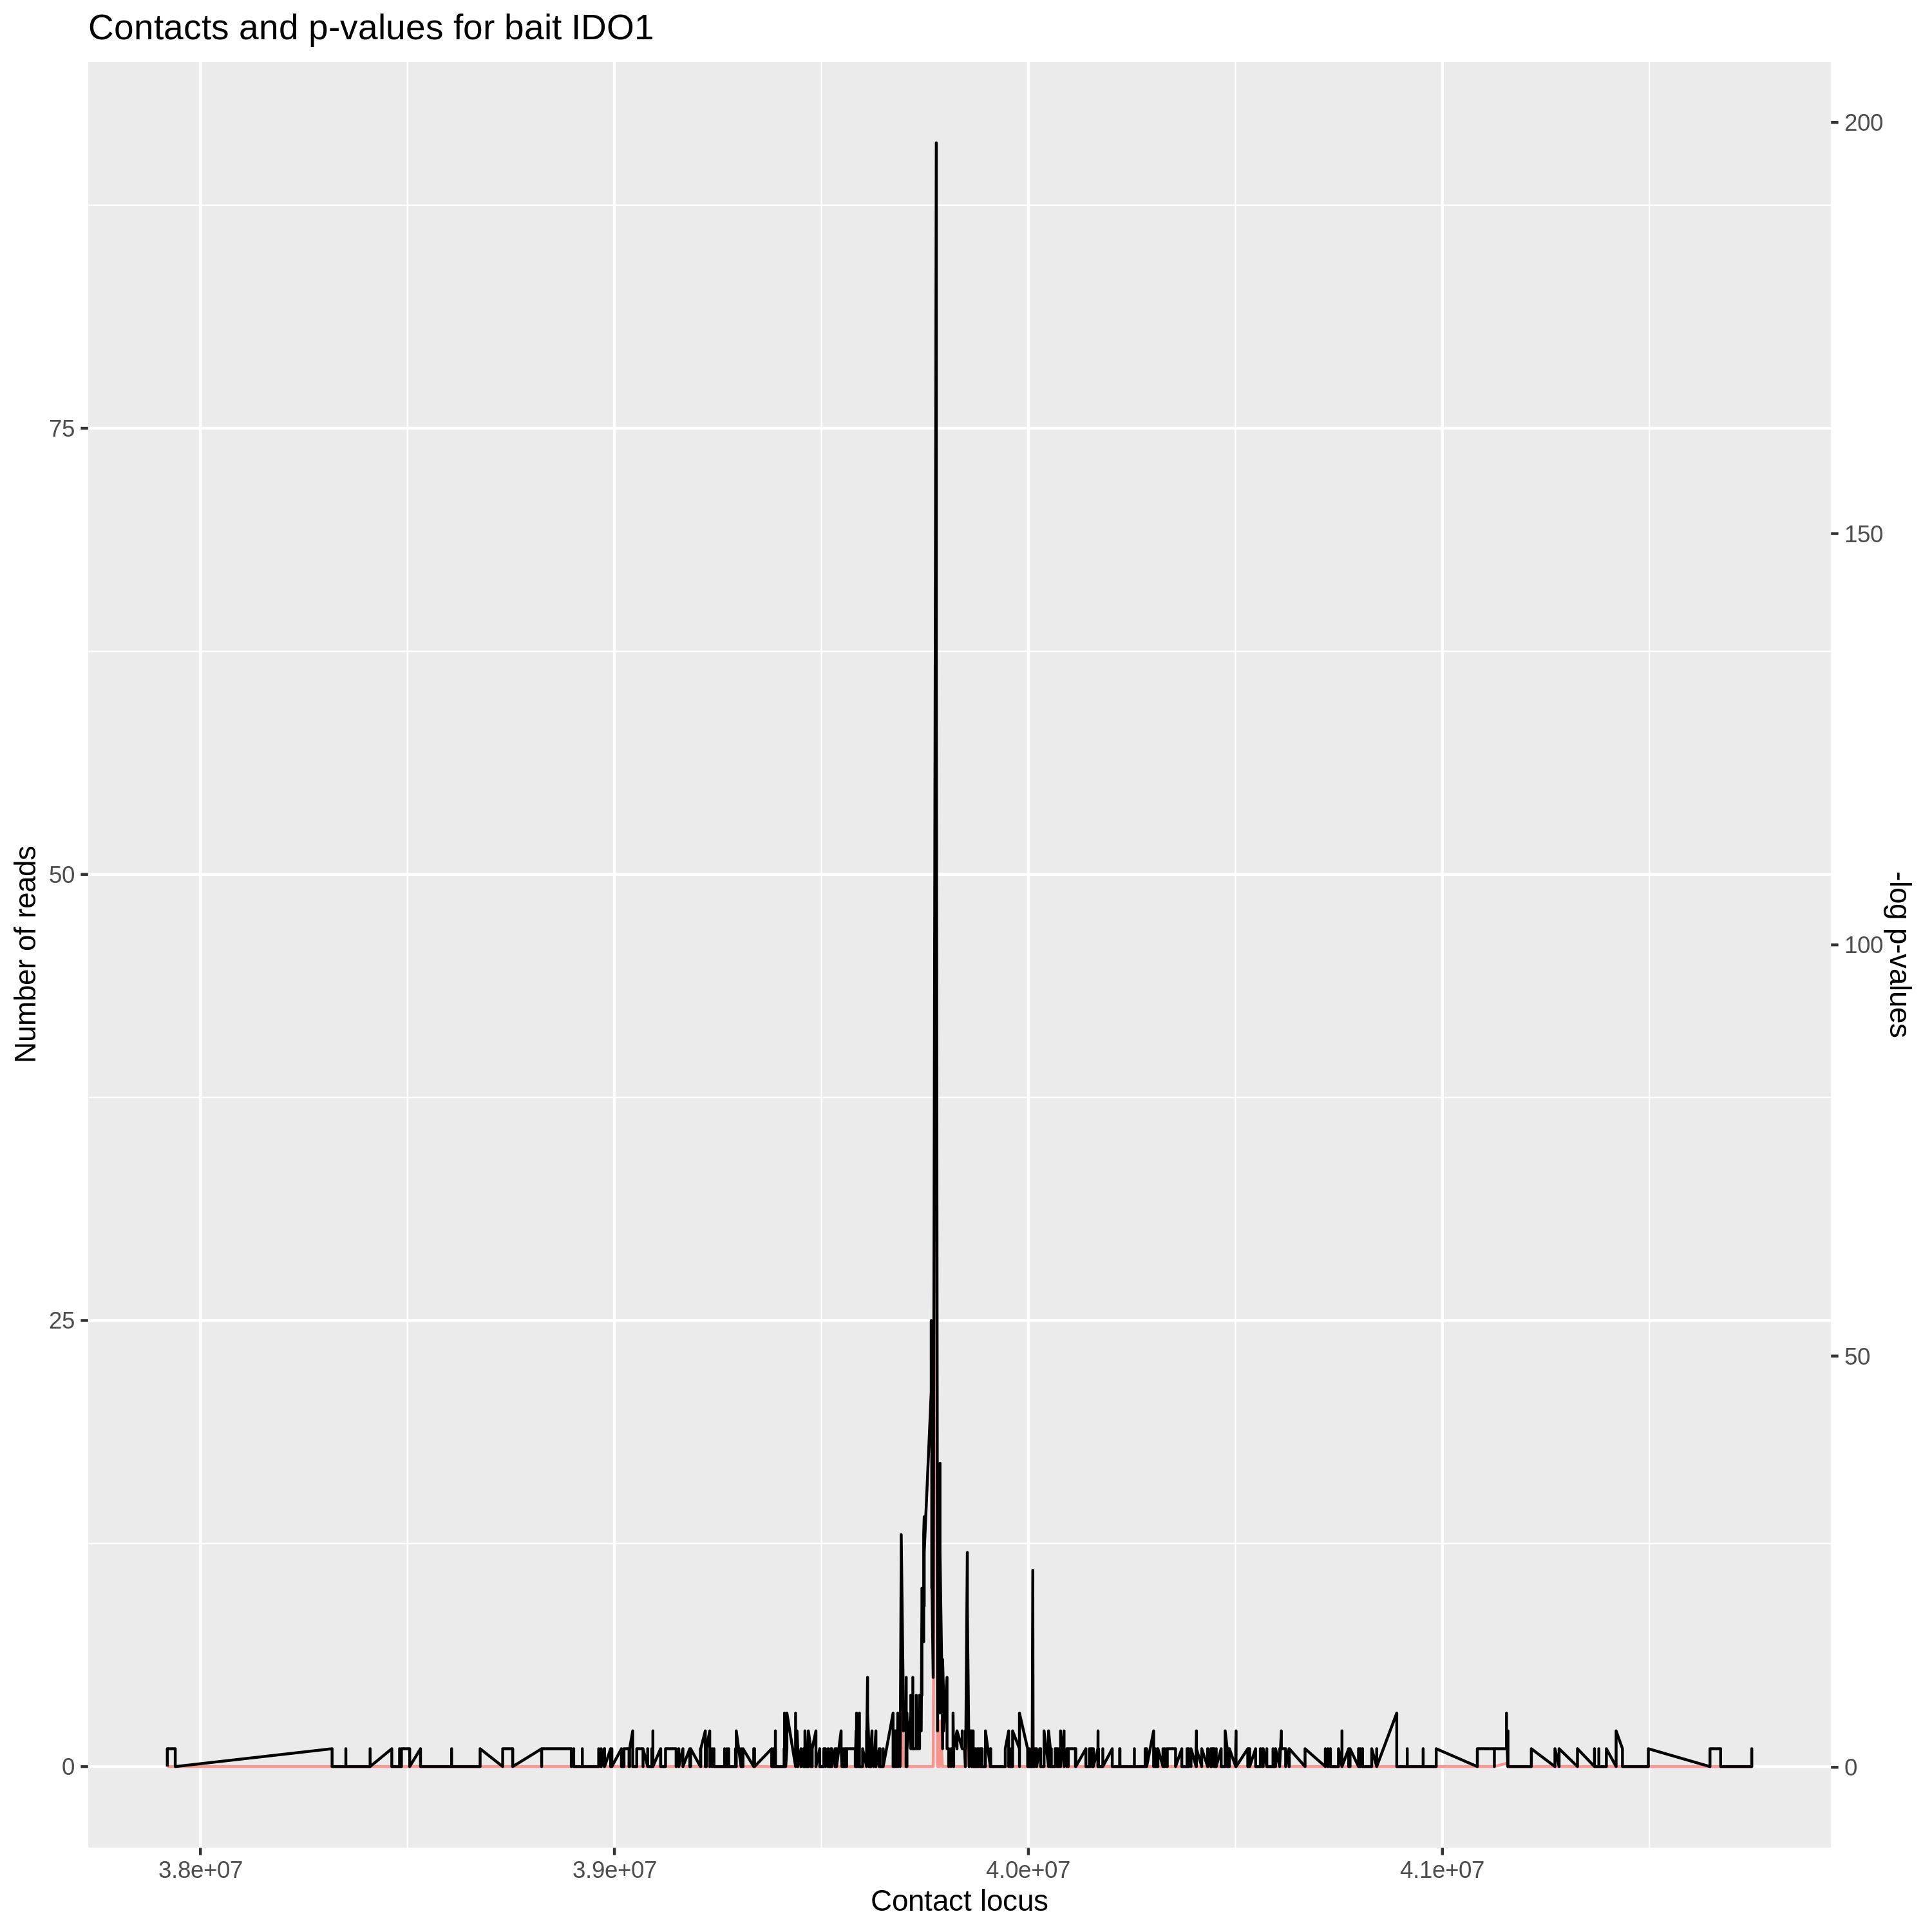 Contacts and p-values for bait IDO1
200
75
150
Number of reads
50
100
-log p-values
25
50
0
0
3.8e+07
3.9e+07
4.0e+07
4.1e+07
Contact locus